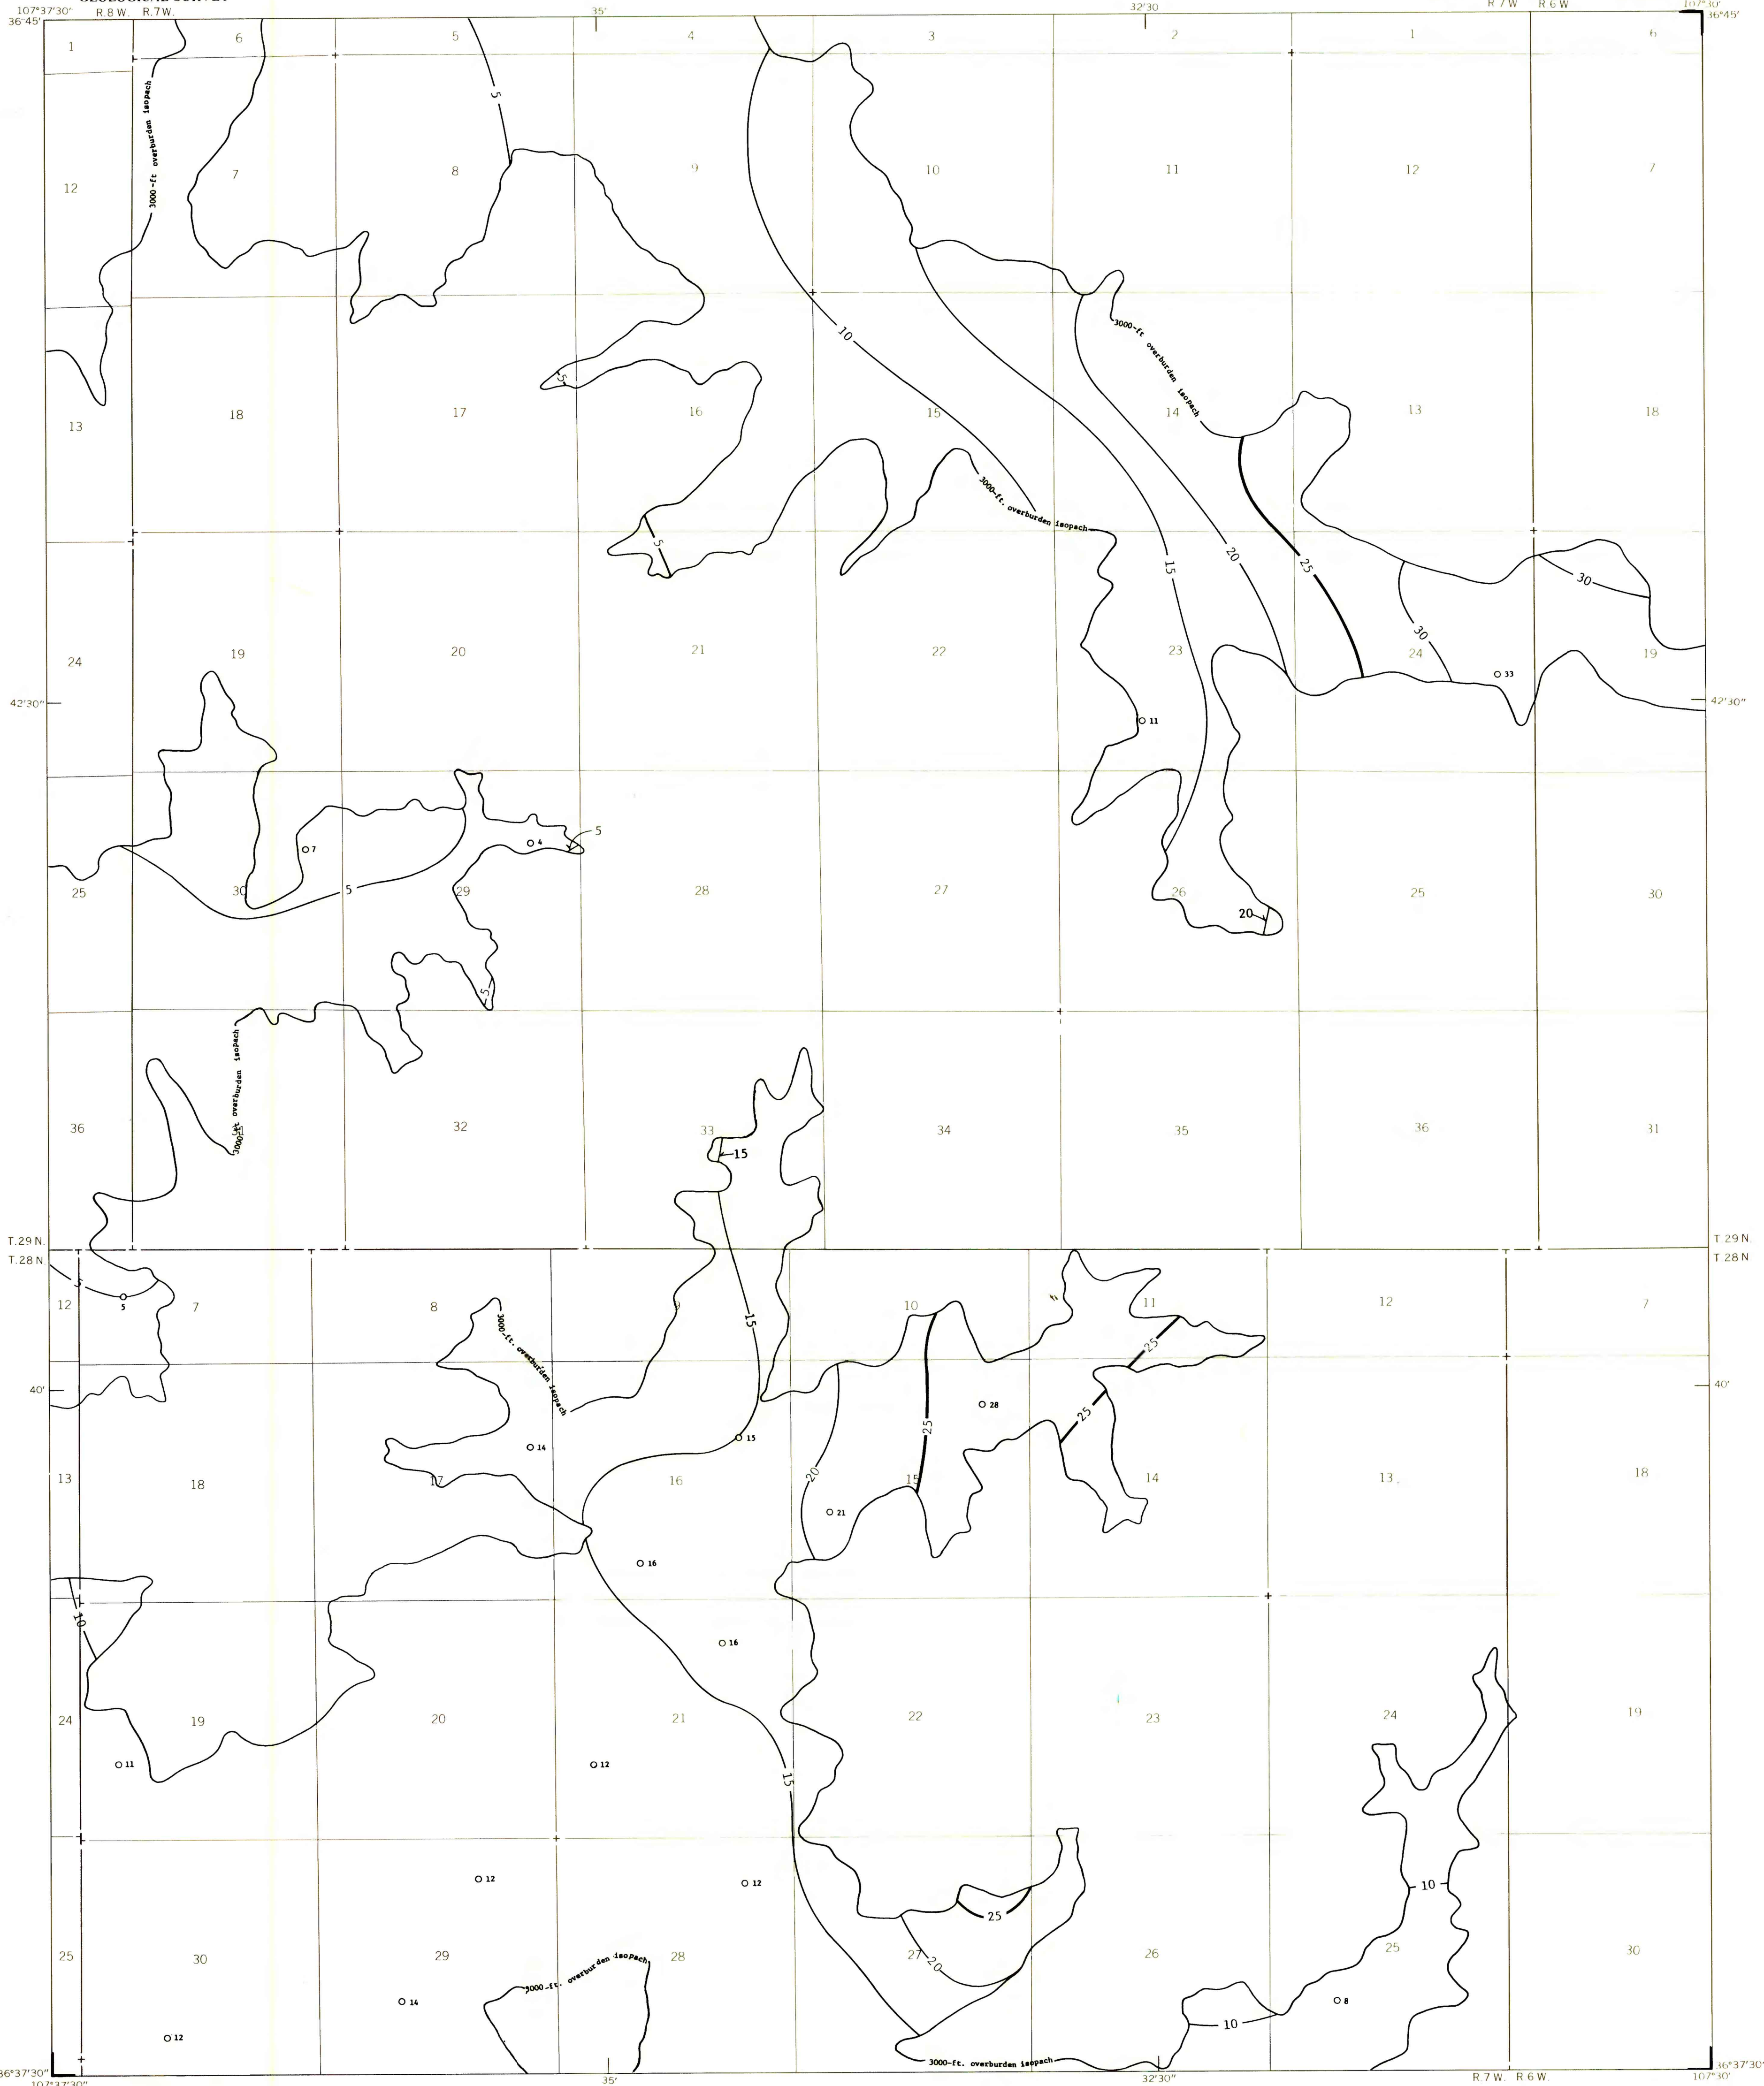 GEOLOGICAL SURVEY
107°37'30" R.8W. R.7W. 35' 32'30 R 7 W R 6 W 107°30'
36°45' 36°45'
1 6 5 4 3 2 1 6
3000-ft overburden isopach
5
12 7 8 9 10 11 12 7
10
3000-ft overburden isopach
5
13 18 17 16 15 14 13 18
3000-ft. overburden isopach
5 15 20 25 30
30
24 19 20 21 22 23 24 19
33
42'30" 42'30"
11
5
7 4
25 30 5 29 28 27 26 25 30
20
5
3000-ft overburden isopach
36 32 33 34 35 36 31
15
T.29 N. T 29 N.
T.28 N T 28 N
5
5
12 7 8 9 10 11 12 7
15
3000-ft. overburden isopach
25
40' 40'
28
25
25
14 15
13 18 17 16 20 15 14 13 18
21
16
10
16
24 19 20 21 22 23 24 19
11 12
15
12 12
10
25
25 30 29 28 27 26 25 30
20
3000-ft. overburden isopach
14 8
12
10
3000-ft. overburden isopach
36°37'30" 36°37'30"
107°37'30" 35' 32'30" R.7W. R 6W. 107°30'